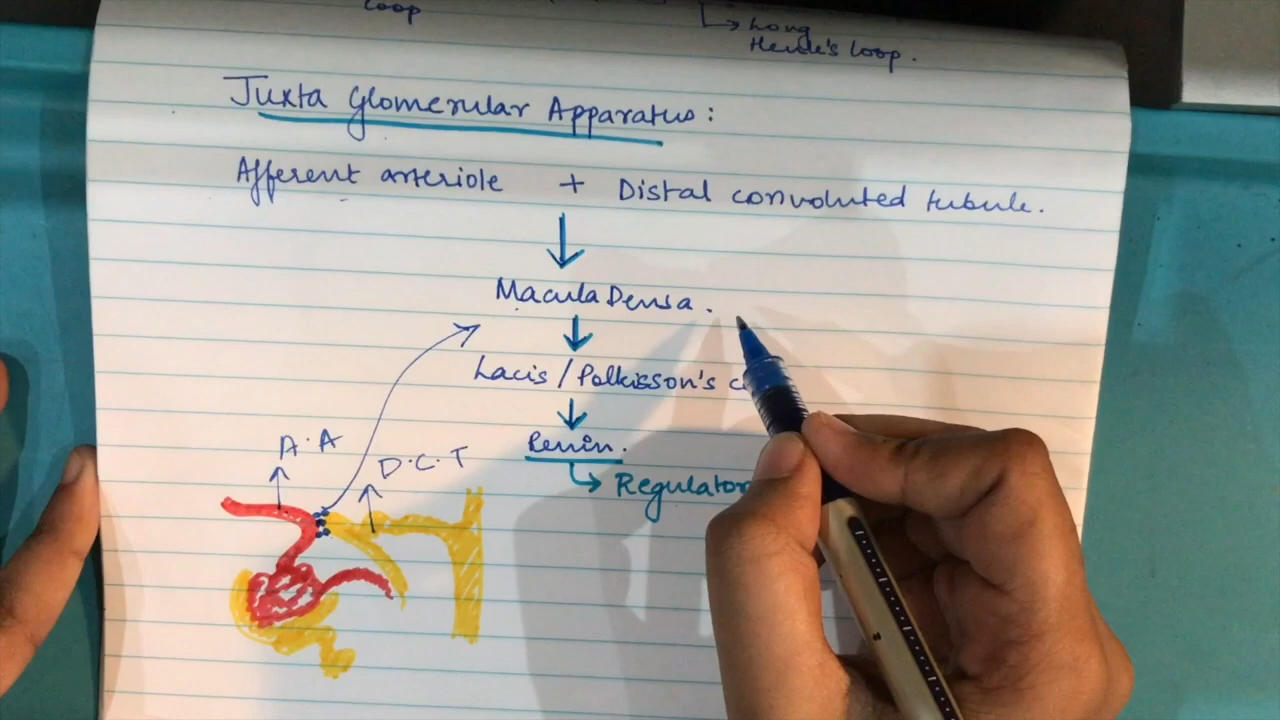 loop
Long
Henle's loop.
Juxta Glomerular Apparatus:
Afferent arteriole + Distal convoluted tubule.
Macula Densa.
Lacis / Polkisson's
Renin.
Regulator
A.A
D.C.T